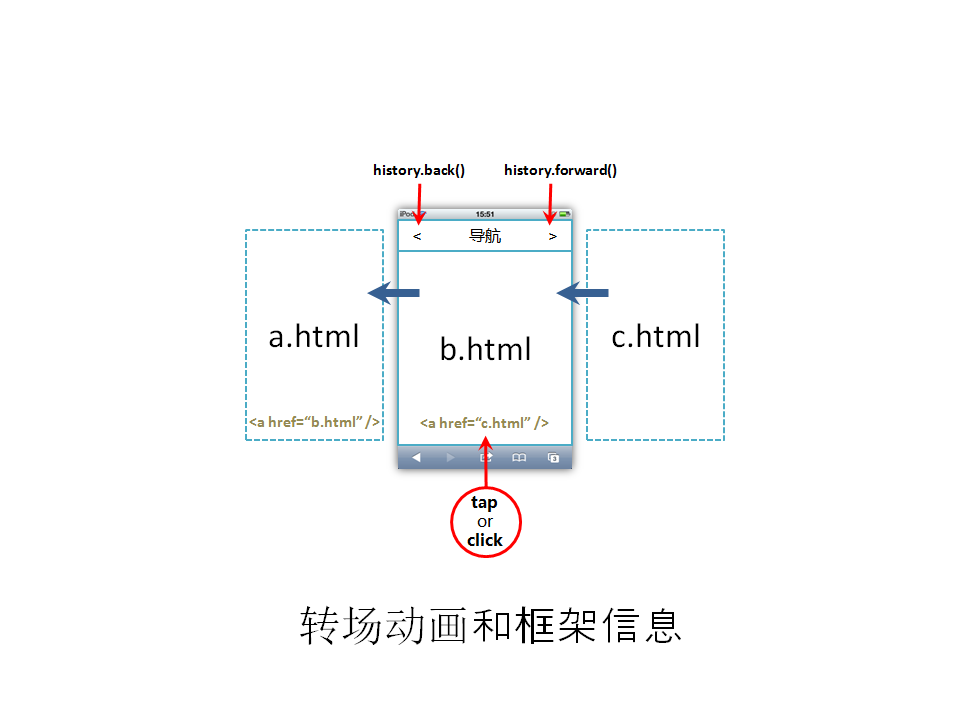 history.back() history.forward()
iPod 15:51
< 导航 >
a.html
b.html
c.html
<a href=“b.html” />
<a href=“c.html” />
tap
or
click
转场动画和框架信息